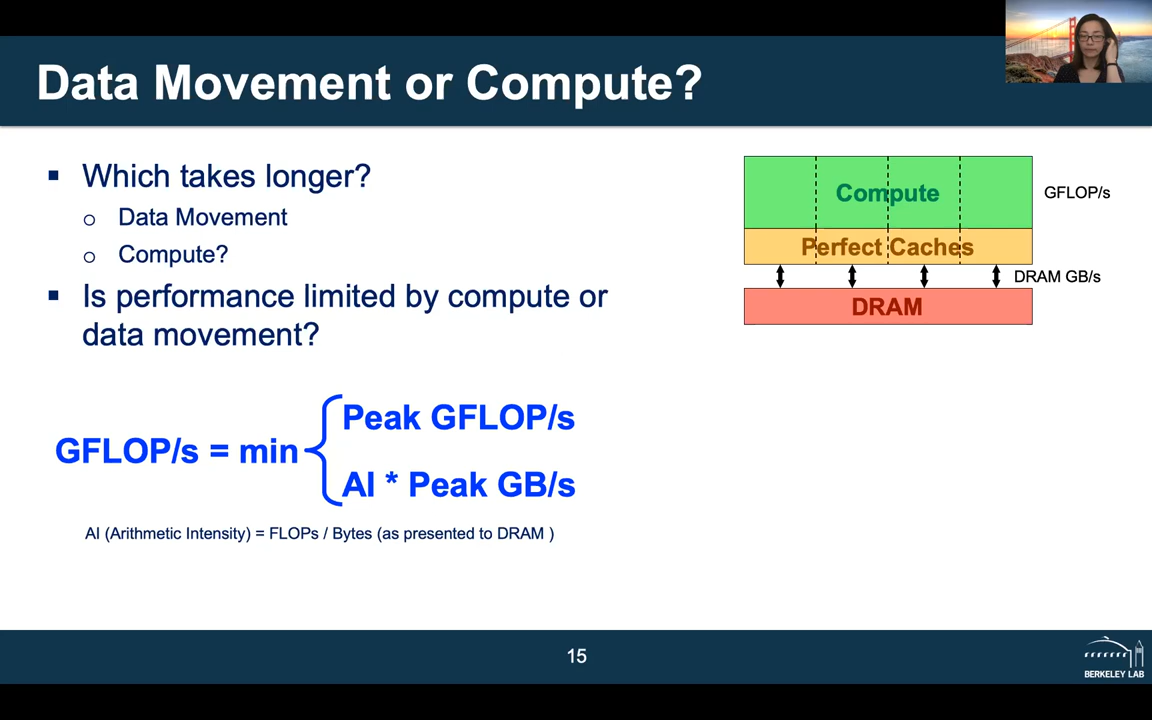 Data Movement or Compute?
Which takes longer?
Data Movement
Compute?
Is performance limited by compute or
data movement?
GFLOP/s = min
Peak GFLOP/s
AI * Peak GB/s
AI (Arithmetic Intensity) = FLOPs / Bytes (as presented to DRAM )
Compute
GFLOP/s
Perfect Caches
DRAM GB/s
DRAM
15
BERKELEY LAB